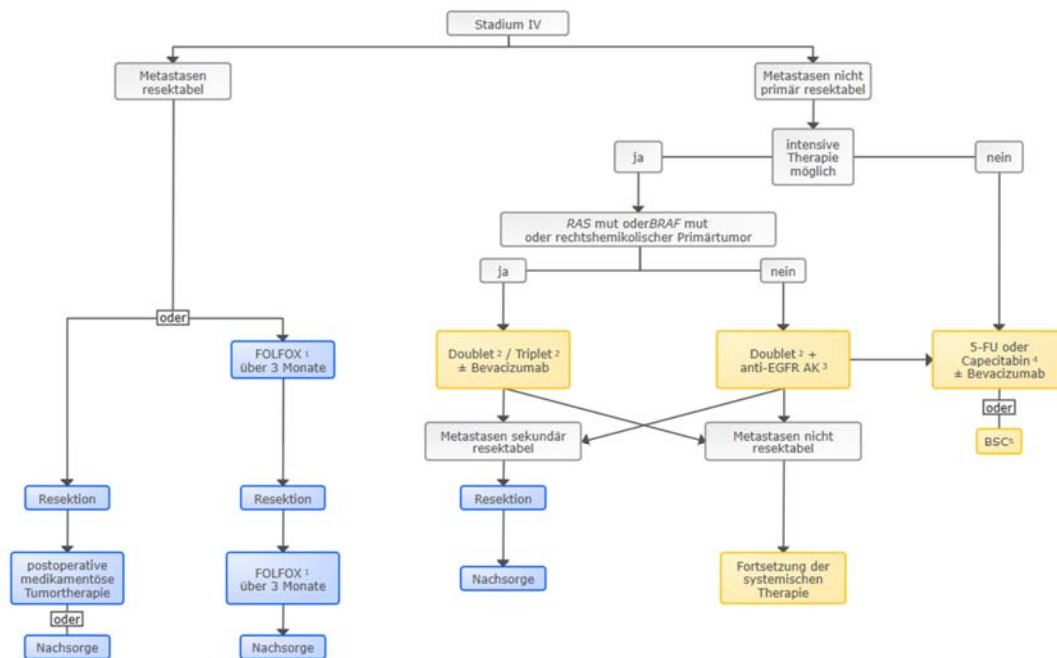 Stadium IV
Metastasen
resektabel
Metastasen nicht
primär resektabel
intensive
Therapie
möglich
ja
nein
RAS mut oderBRAF mut
oder rechtshemikolischer Primärtumor
ja
nein
oder
FOLFOX ¹
über 3 Monate
Doublet ² / Triplet ²
± Bevacizumab
Doublet ² +
anti-EGFR AK ³
5-FU oder
Capecitabin ⁴
± Bevacizumab
oder
BSC⁵
Metastasen sekundär
resektabel
Metastasen nicht
resektabel
Resektion
Resektion
Resektion
postoperative
medikamentöse
Tumortherapie
oder
Nachsorge
FOLFOX ¹
über 3 Monate
Nachsorge
Nachsorge
Fortsetzung der
systemischen
Therapie